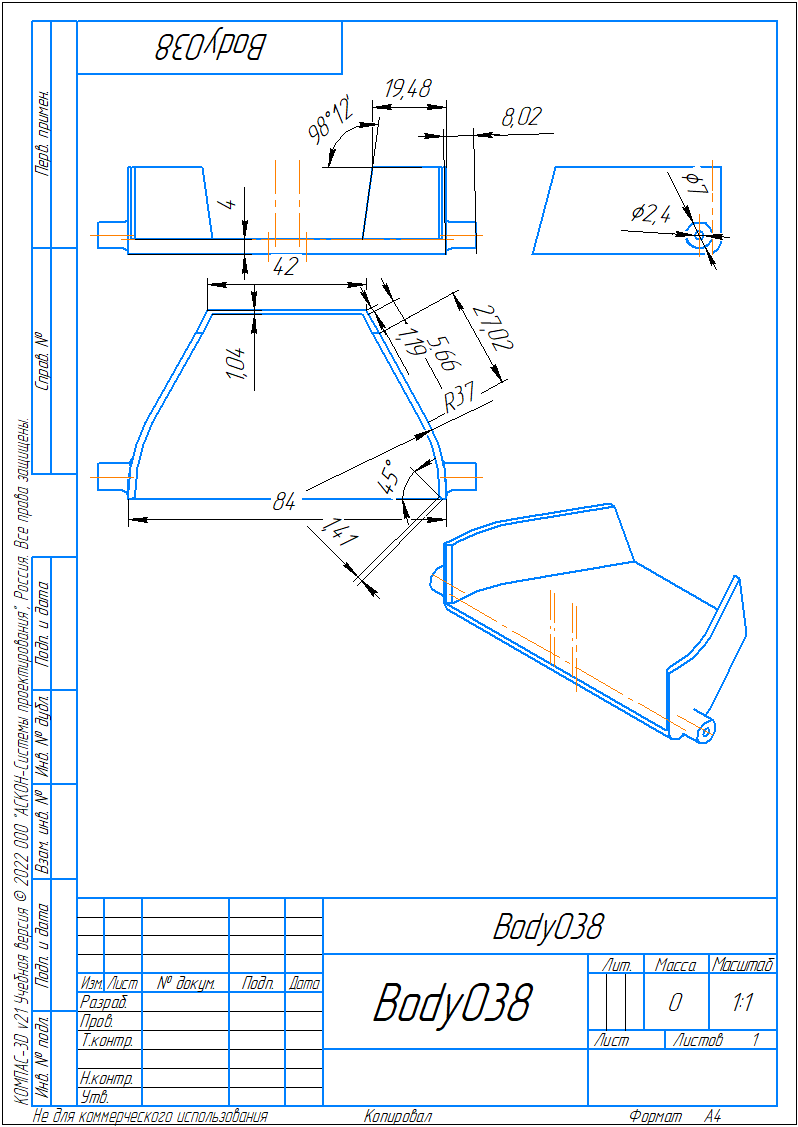 Body038
Перв. примен.
Справ. №
Подп. и дата
Инв. № дубл.
Взам. инв. №
Подп. и дата
Инв. № подл.
КОМПАС-3D v21 Учебная версия © 2022 ООО "АСКОН-Системы проектирования", Россия. Все права защищены.
98°12'
19,48
8,02
4
ϕ7
ϕ2,4
42
1,04
1,19
5.66
27,02
R37
45°
84
1,41
Body038
Лит.
Масса
Масштаб
Изм.
Лист
№ докум.
Подп.
Дата
Разраб.
Пров.
Т.контр.
Н.контр.
Утв.
Body038
0
1:1
Лист
Листов 1
Не для коммерческого использования
Копировал
Формат А4